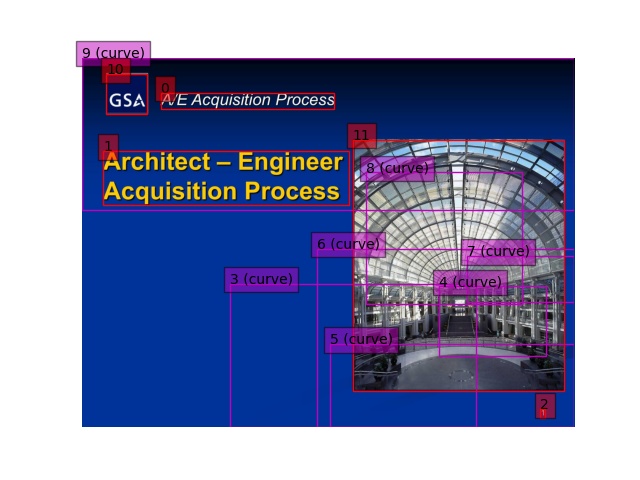 9 (curve)
10
GSA
0
A/E Acquisition Process
11
1
Architect – Engineer
Acquisition Process
8 (curve)
6 (curve)
7 (curve)
3 (curve)
4 (curve)
5 (curve)
2
1